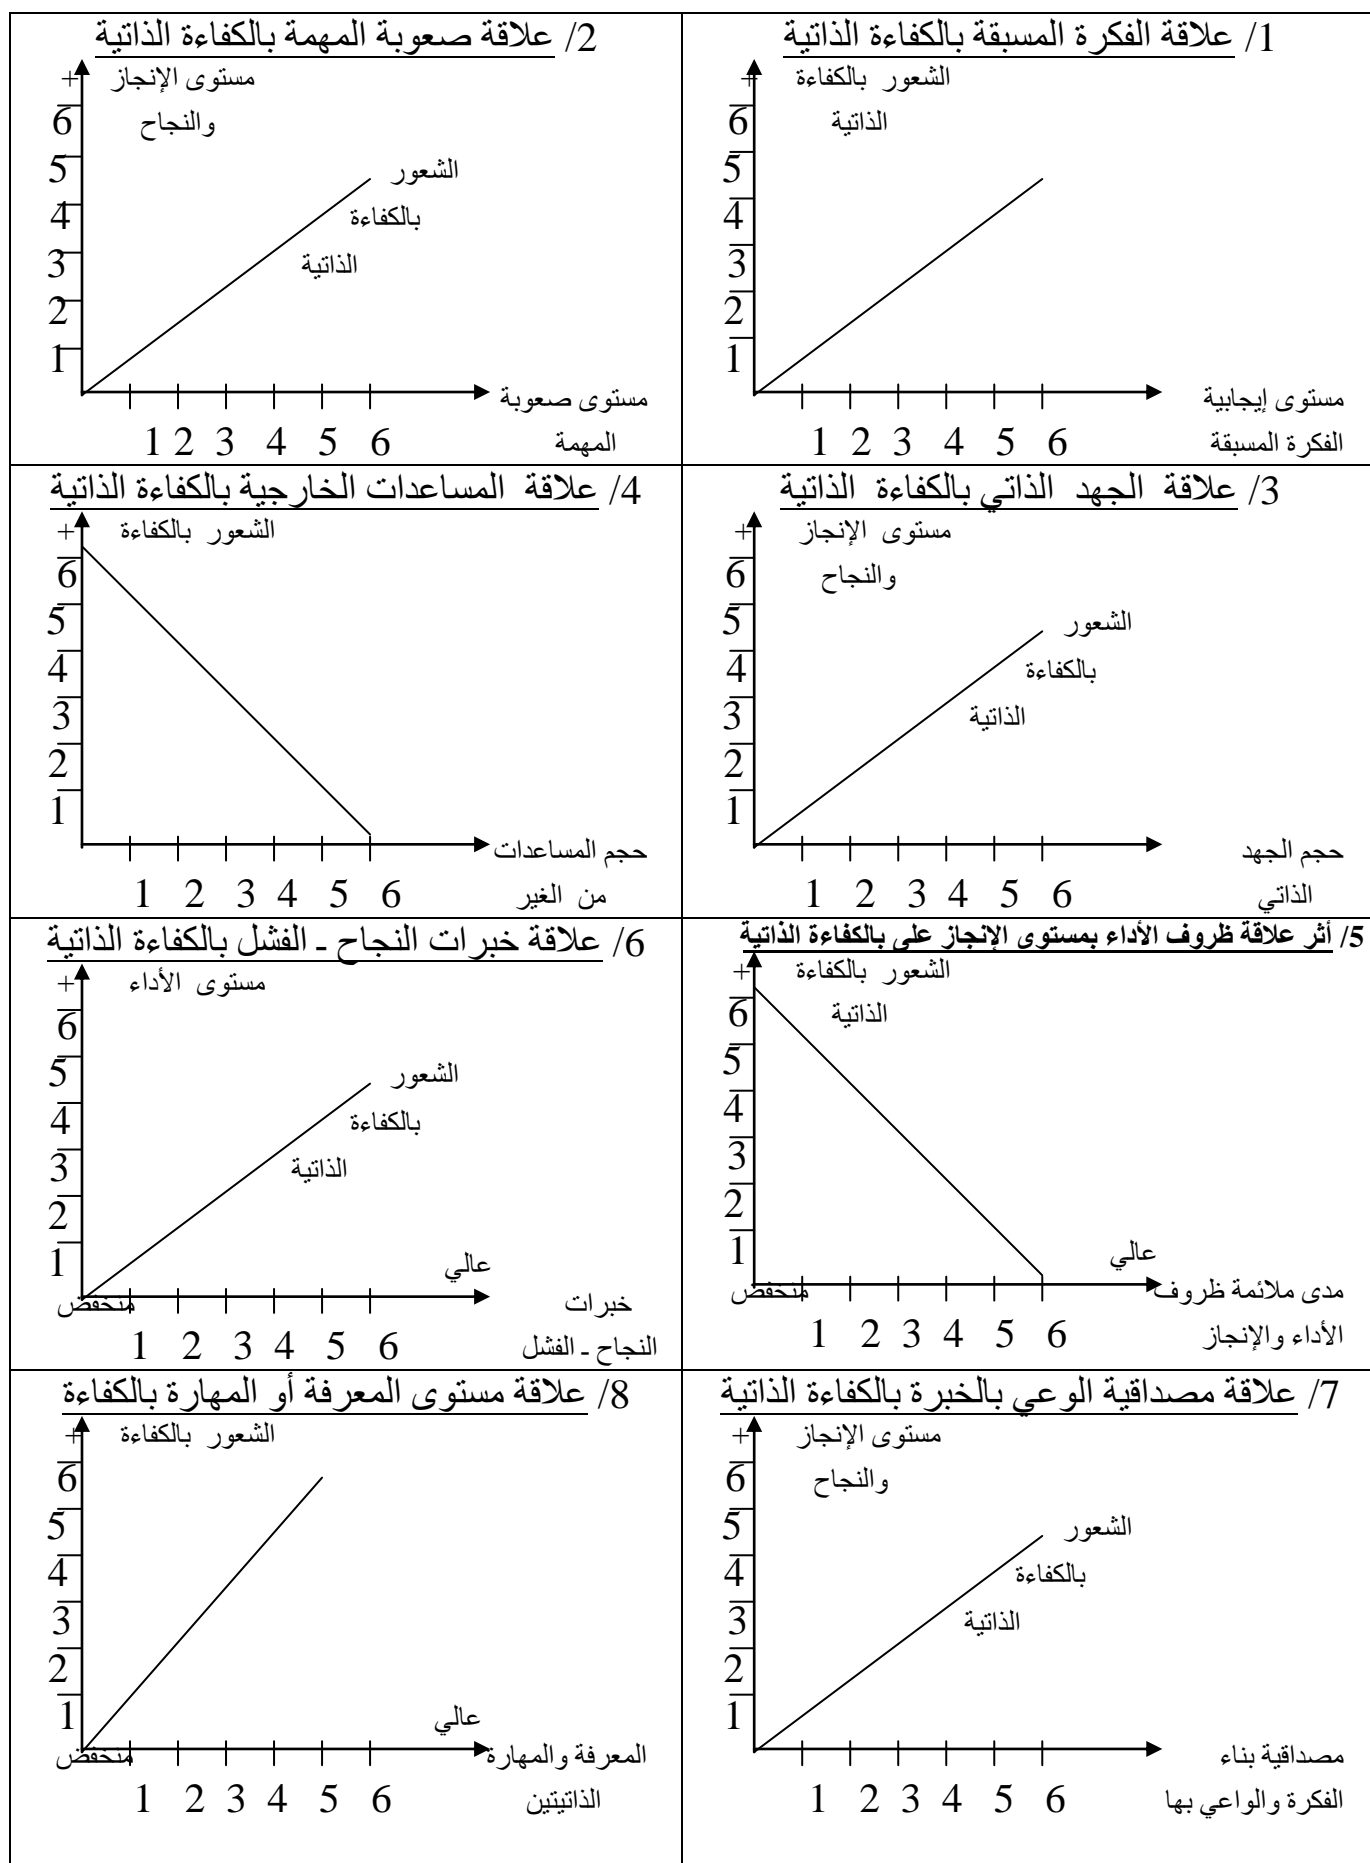 1/ علاقة الفكرة المسبقة بالكفاءة الذاتية
+
الشعور بالكفاءة
الذاتية
6
5
4
3
2
1
مستوى إيجابية
الفكرة المسبقة
1 2 3 4 5 6
2/ علاقة صعوبة المهمة بالكفاءة الذاتية
+
مستوى الإنجاز
والنجاح
6
5
4
3
2
1
الشعور
بالكفاءة
الذاتية
مستوى صعوبة
المهمة
1 2 3 4 5 6
3/ علاقة الجهد الذاتي بالكفاءة الذاتية
+
مستوى الإنجاز
والنجاح
6
5
4
3
2
1
الشعور
بالكفاءة
الذاتية
حجم الجهد
الذاتي
1 2 3 4 5 6
4/ علاقة المساعدات الخارجية بالكفاءة الذاتية
+
الشعور بالكفاءة
6
5
4
3
2
1
حجم المساعدات
من الغير
1 2 3 4 5 6
5/ أثر علاقة ظروف الأداء بمستوى الإنجاز على بالكفاءة الذاتية
+
الشعور بالكفاءة
الذاتية
6
5
4
3
2
1
عالي
منخفض
مدى ملائمة ظروف
الأداء والإنجاز
1 2 3 4 5 6
6/ علاقة خبرات النجاح ـ الفشل بالكفاءة الذاتية
+
مستوى الأداء
6
5
4
3
2
1
الشعور
بالكفاءة
الذاتية
عالي
منخفض
خبرات
النجاح ـ الفشل
1 2 3 4 5 6
7/ علاقة مصداقية الوعي بالخبرة بالكفاءة الذاتية
+
مستوى الإنجاز
والنجاح
6
5
4
3
2
1
الشعور
بالكفاءة
الذاتية
مصداقية بناء
الفكرة والواعي بها
1 2 3 4 5 6
8/ علاقة مستوى المعرفة أو المهارة بالكفاءة
+
الشعور بالكفاءة
6
5
4
3
2
1
عالي
منخفض
المعرفة والمهارة
الذاتيتين
1 2 3 4 5 6